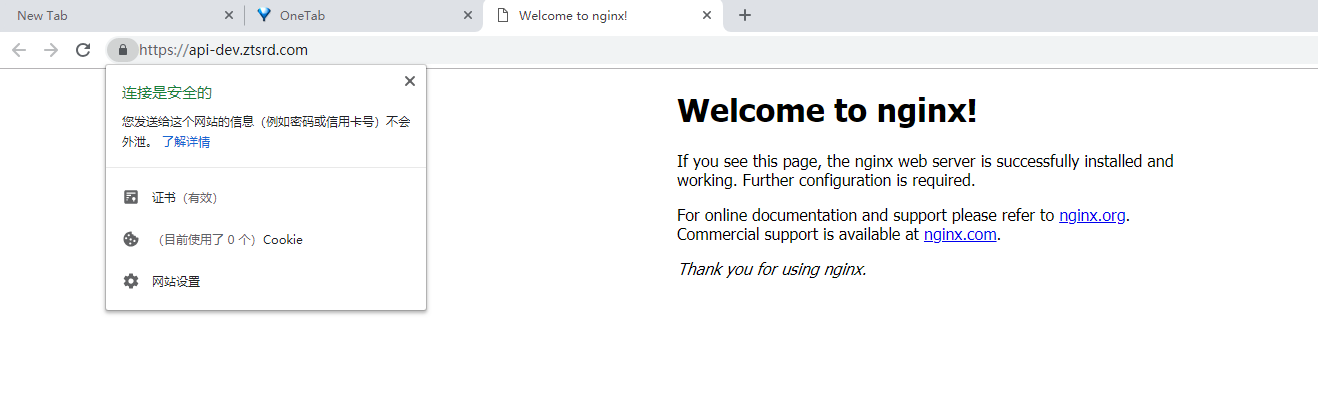 New Tab
OneTab
Welcome to nginx!
https://api-dev.ztsrd.com
连接是安全的
您发送给这个网站的信息（例如密码或信用卡号）不会
外泄。 了解详情
证书（有效）
（目前使用了 0 个）Cookie
网站设置
Welcome to nginx!
If you see this page, the nginx web server is successfully installed and
working. Further configuration is required.
For online documentation and support please refer to nginx.org.
Commercial support is available at nginx.com.
Thank you for using nginx.